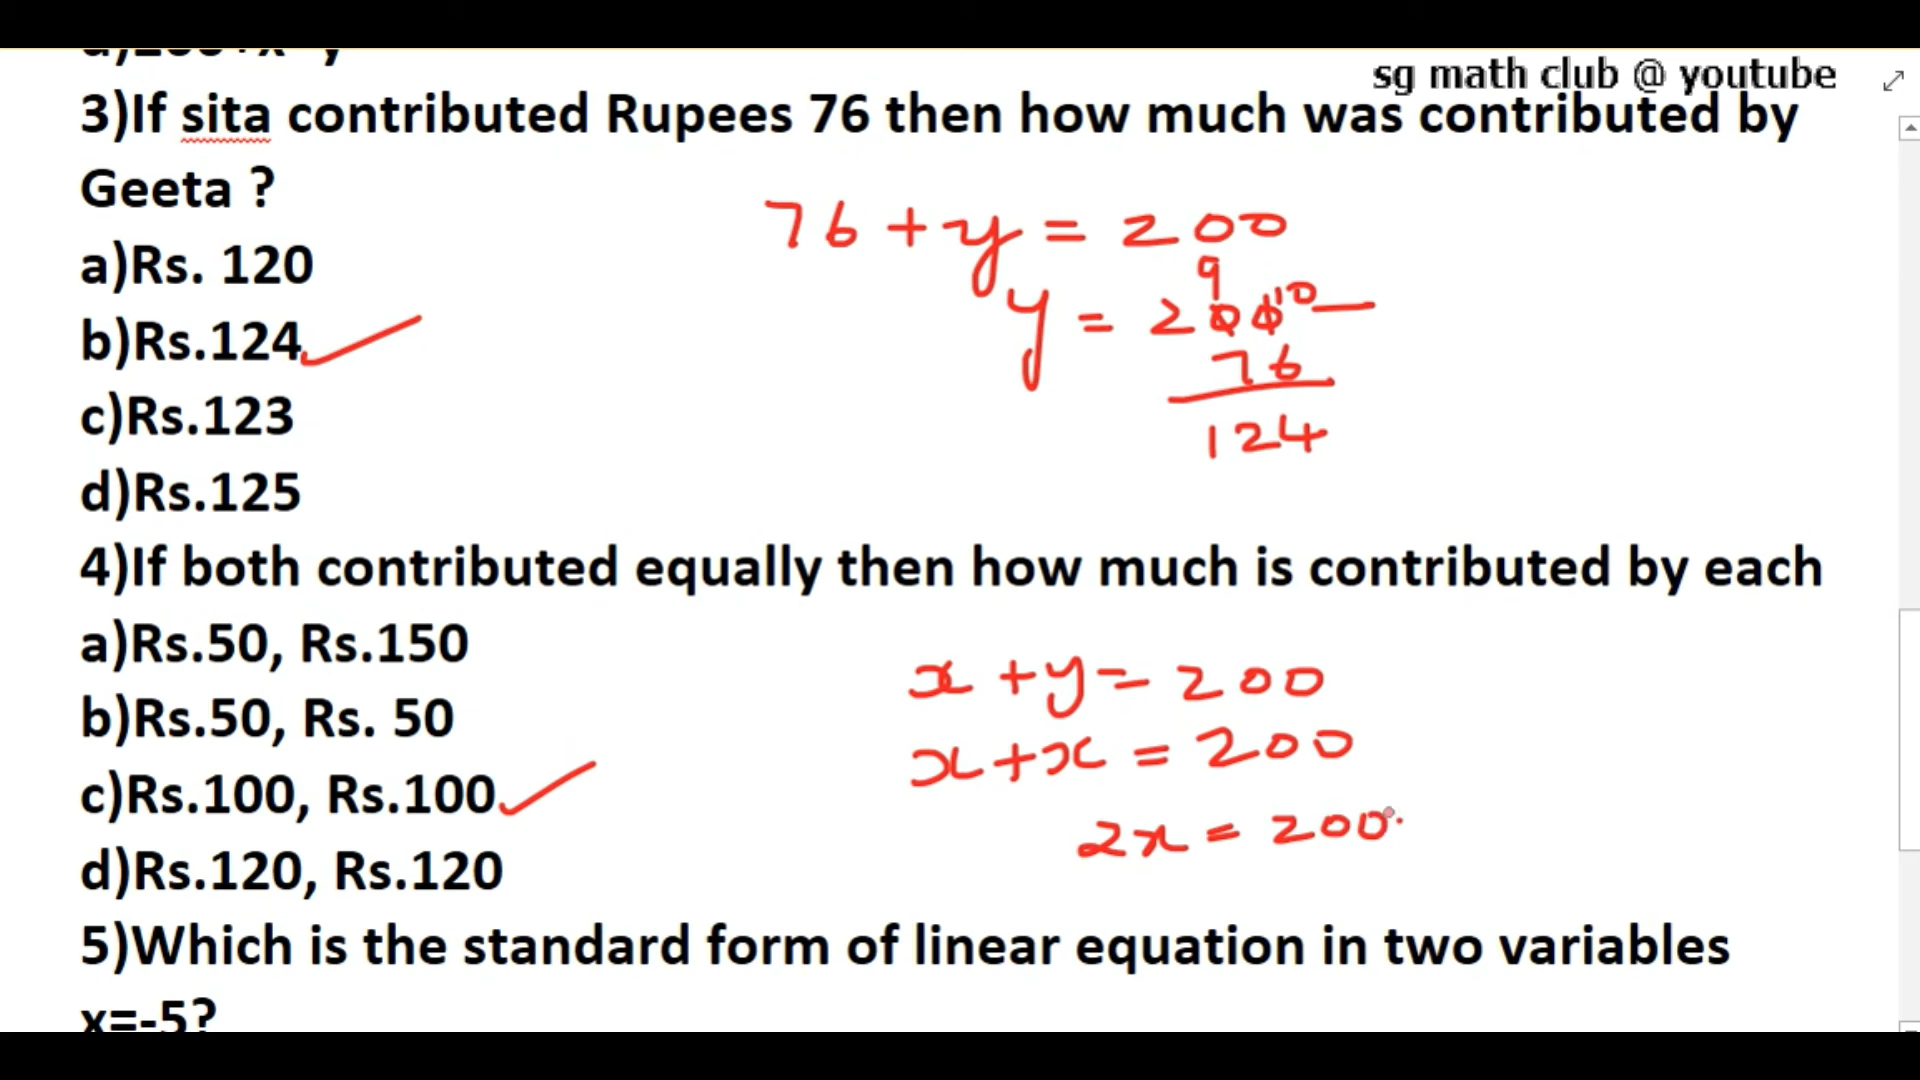 sg math club @ youtube
3)If sita contributed Rupees 76 then how much was contributed by
Geeta ?
76 + y = 200
a)Rs. 120
9
y = 200 10 —
b)Rs.124
76
124
c)Rs.123
d)Rs.125
4)If both contributed equally then how much is contributed by each
a)Rs.50, Rs.150
x + y = 200
b)Rs.50, Rs. 50
x + x = 200
c)Rs.100, Rs.100
2x = 200
d)Rs.120, Rs.120
5)Which is the standard form of linear equation in two variables
x=-5?